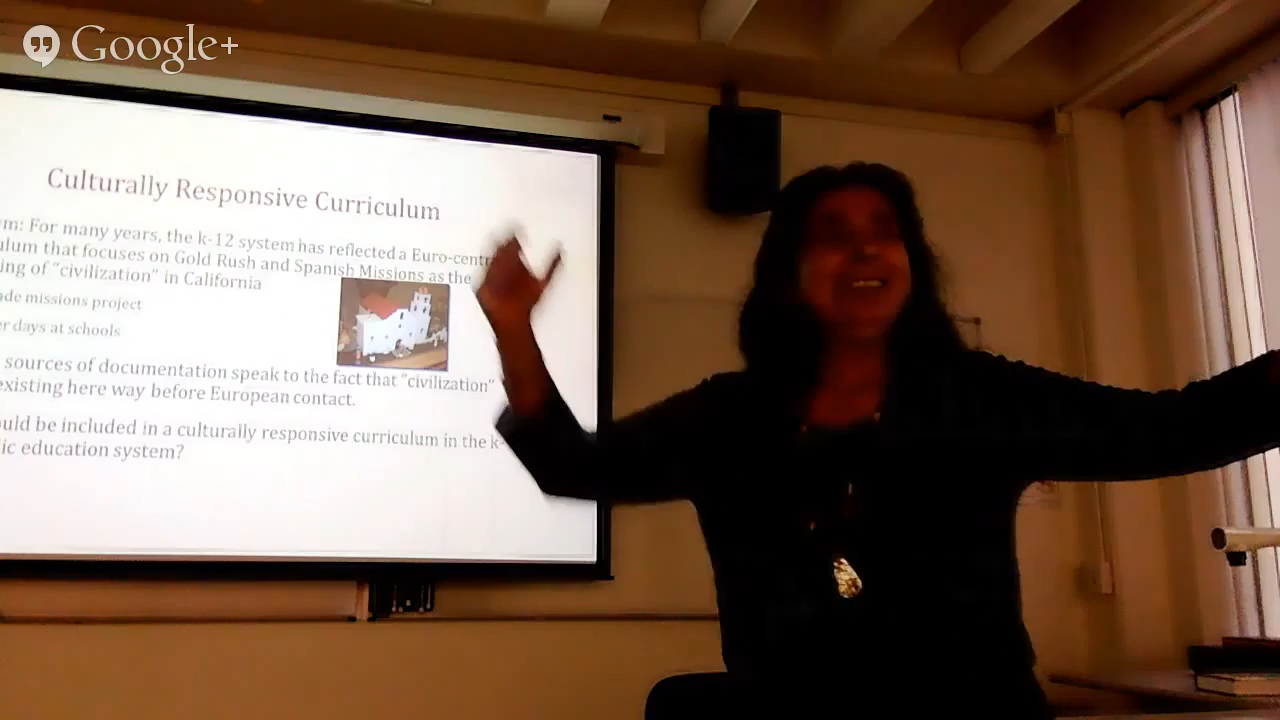 Google+
Culturally Responsive Curriculum
em: For many years, the k-12 system has reflected a Euro-centr
ulum that focuses on Gold Rush and Spanish Missions as the
ing of "civilization" in California
ade missions project
er days at schools
sources of documentation speak to the fact that "civilization"
existing here way before European contact.
ould be included in a culturally responsive curriculum in the k-
lic education system?